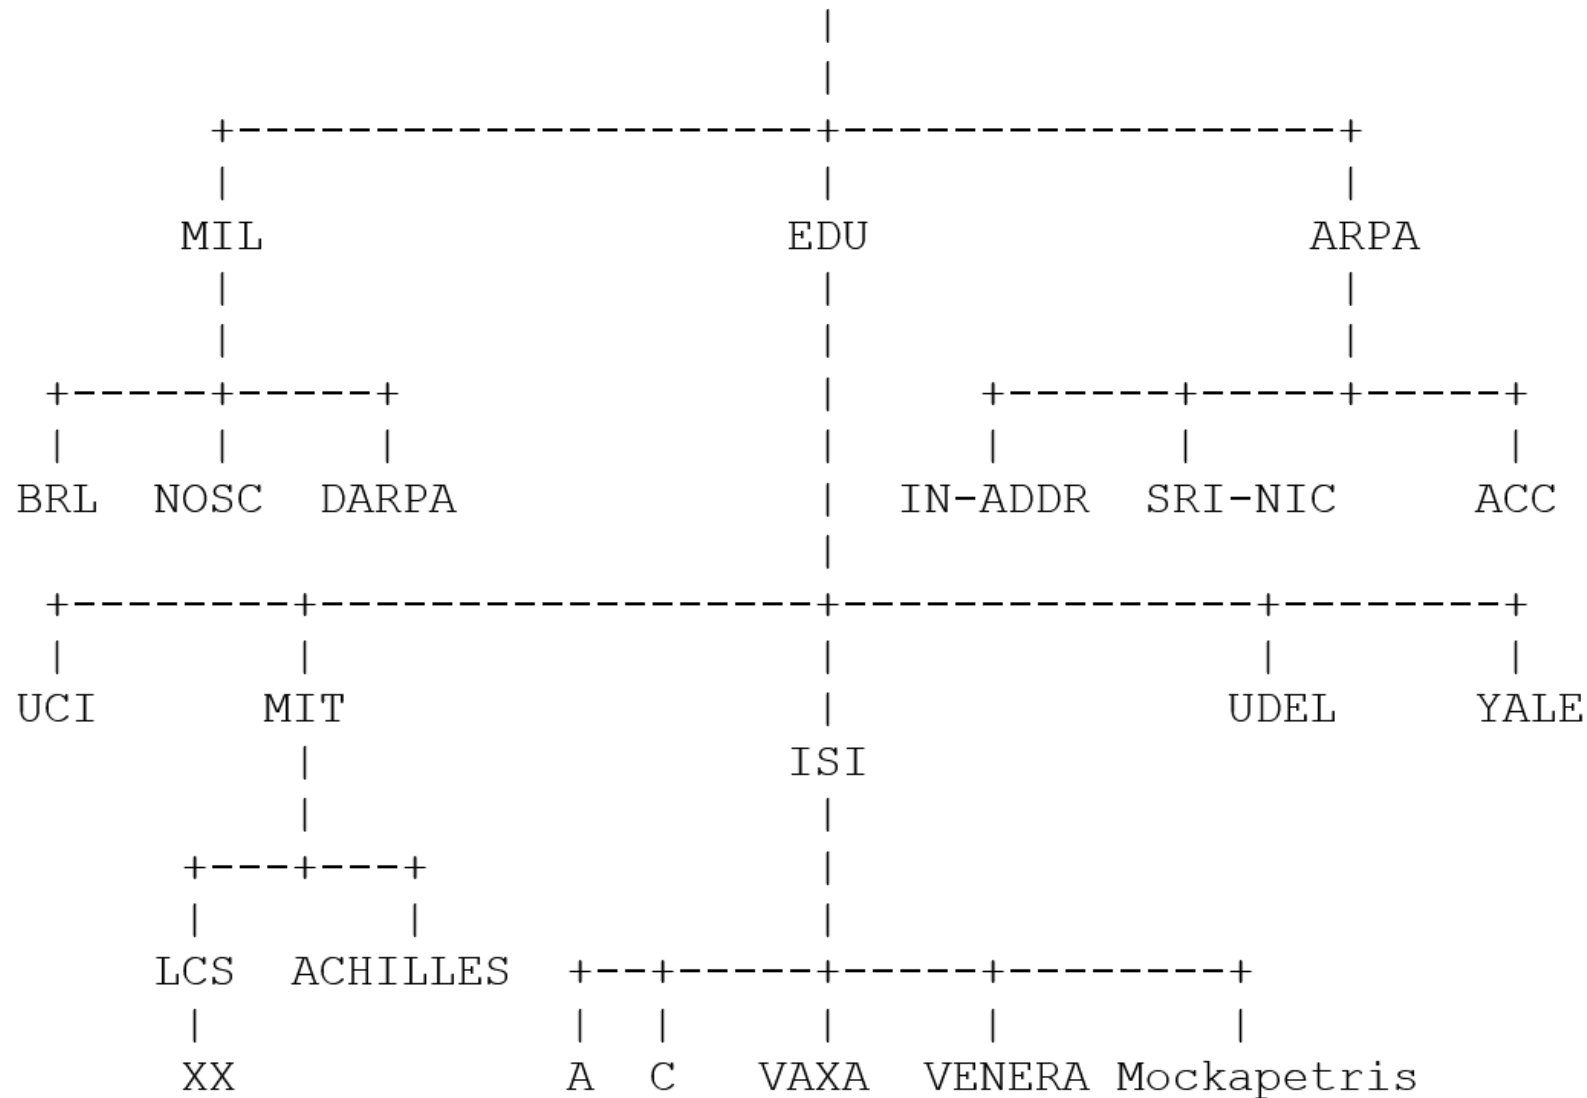 MIL EDU ARPA
BRL NOSC DARPA IN-ADDR SRI-NIC ACC
UCI MIT UDEL YALE
ISI
LCS ACHILLES
XX A C VAXA VENERA Mockapetris